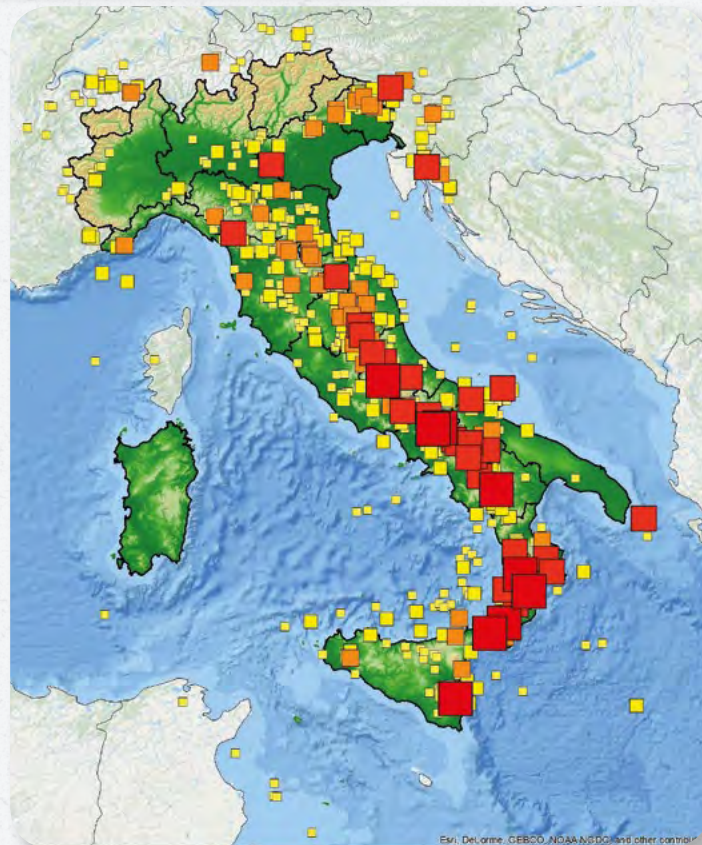 Esri, DeLorme, GEBCO, NOAA NGDC, and other contribu